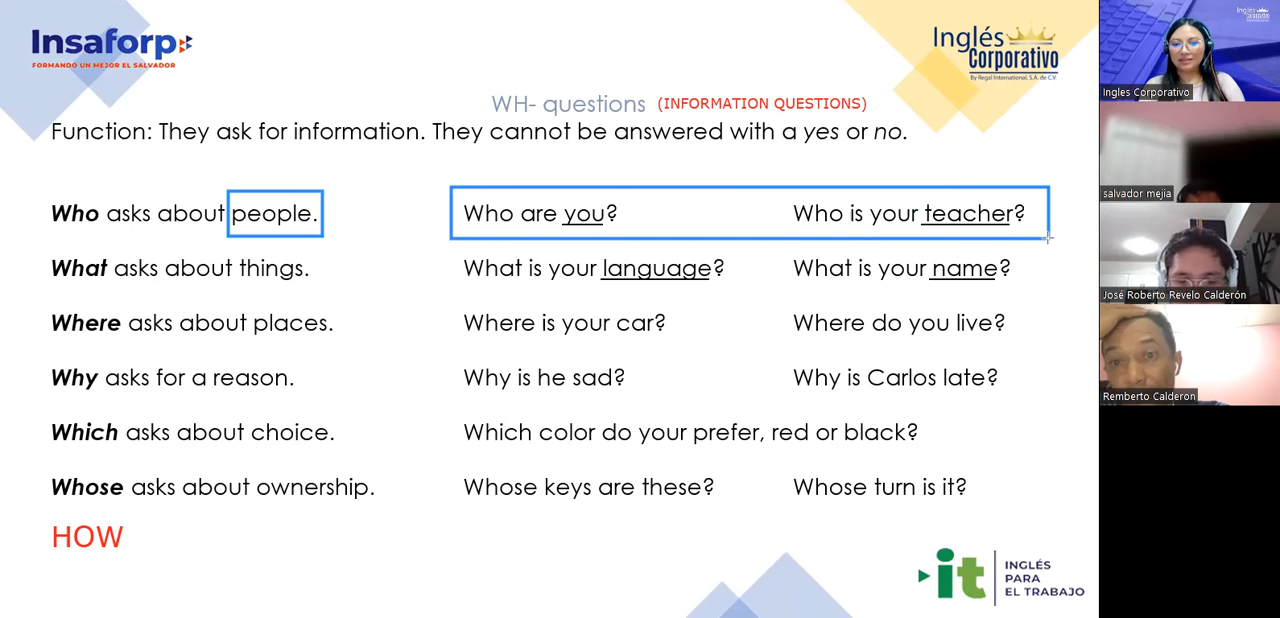 Insaforp
FORMANDO UN MEJOR EL SALVADOR
Inglés
Corporativo
By Regal International, S.A. de C.V.
WH- questions (INFORMATION QUESTIONS)
Function: They ask for information. They cannot be answered with a yes or no.
Who asks about people. Who are you? Who is your teacher?
What asks about things. What is your language? What is your name?
Where asks about places. Where is your car? Where do you live?
Why asks for a reason. Why is he sad? Why is Carlos late?
Which asks about choice. Which color do your prefer, red or black?
Whose asks about ownership. Whose keys are these? Whose turn is it?
HOW
it
INGLÉS
PARA
EL TRABAJO
Inglés
Ingles Corporativo
salvador mejia
José Roberto Revelo Calderón
Remberto Calderon